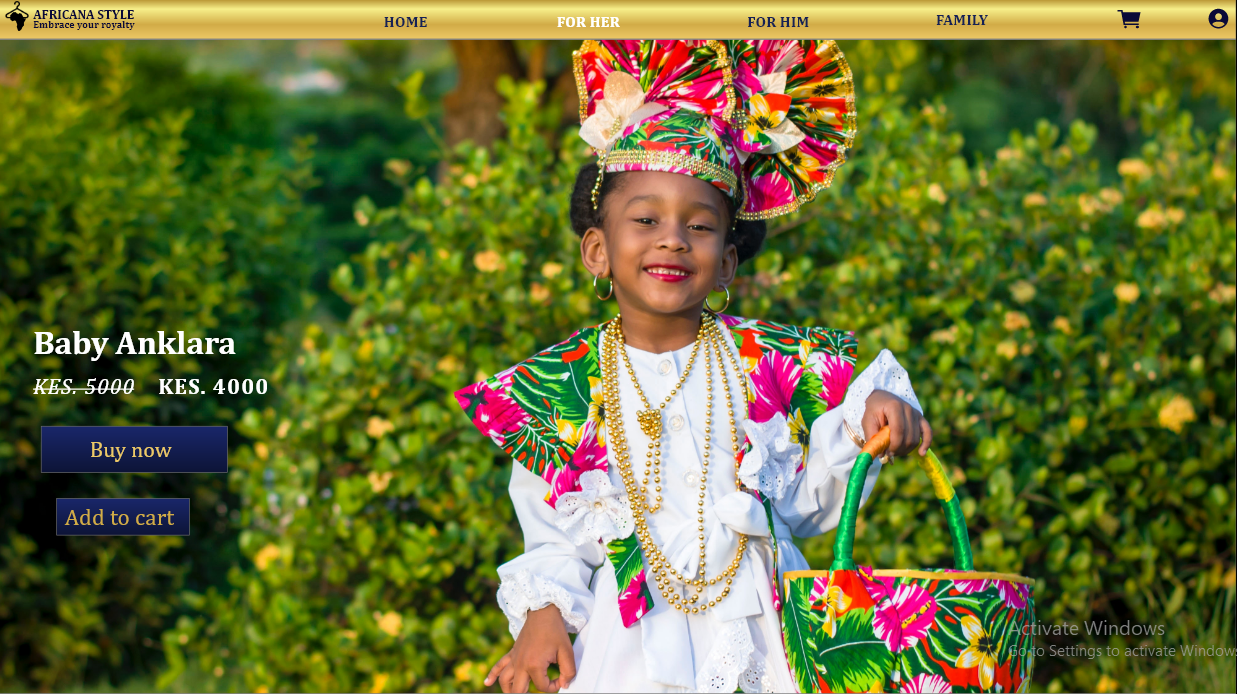 AFRICANA STYLE
Embrace your royalty
HOME
FOR HER
FOR HIM
FAMILY
Baby Anklara
KES. 5000 KES. 4000
Buy now
Add to cart
Activate Windows
Go to Settings to activate Windows